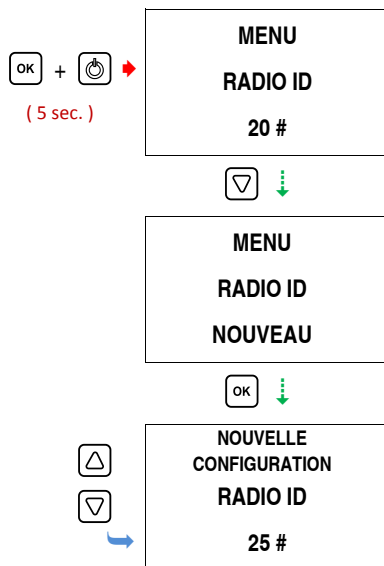 MENU
OK + RADIO ID
( 5 sec. )
20 #
MENU
RADIO ID
NOUVEAU
OK
NOUVELLE
CONFIGURATION
RADIO ID
25 #